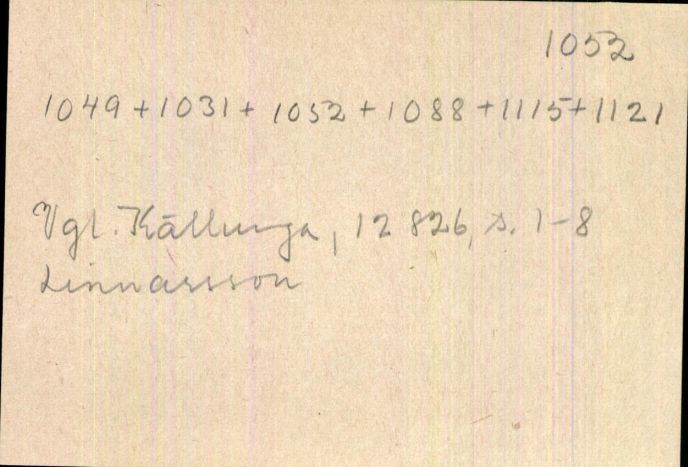 1052
1049 + 1031 + 1052 + 1088 + 1115 + 1121
Vgl. Källunga, 12 826, s. 1-8
Linnarsson